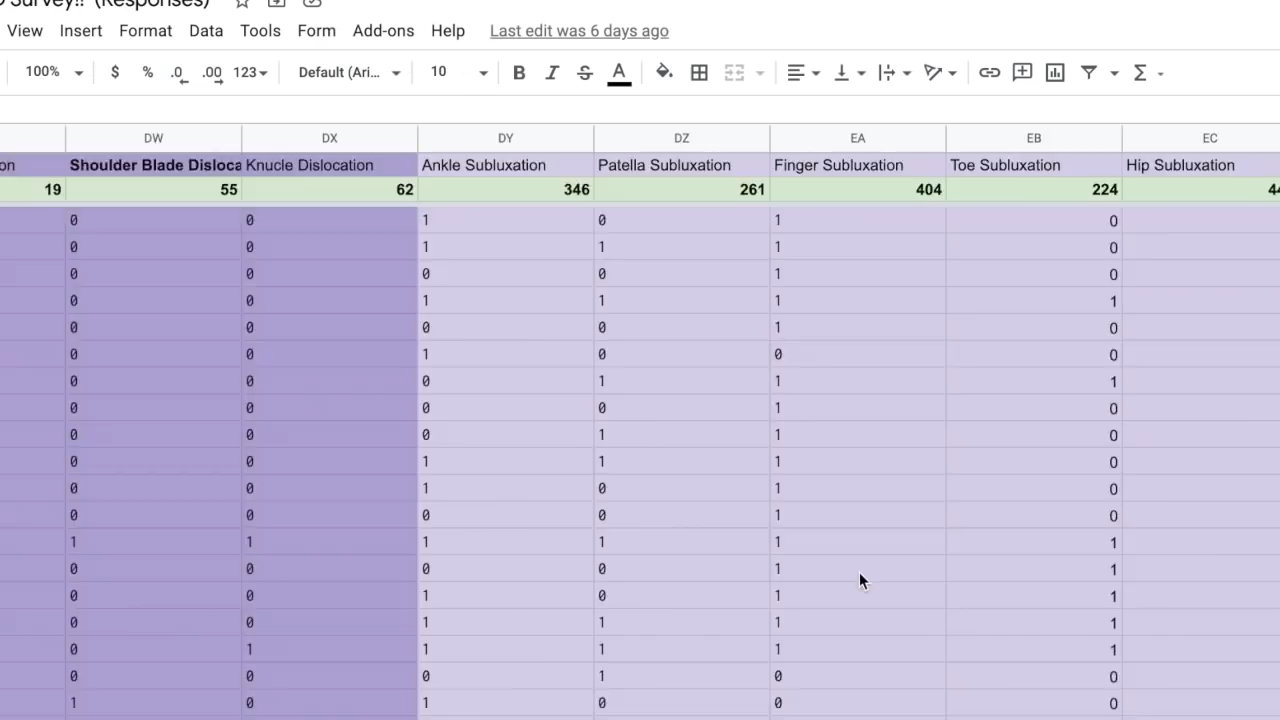 Survey!! (Responses)
View Insert Format Data Tools Form Add-ons Help Last edit was 6 days ago
100% $ % .0 .00 123 Default (Ari... 10 B I S A Σ
DW DX DY DZ EA EB EC
on Shoulder Blade Disloca Knucle Dislocation Ankle Subluxation Patella Subluxation Finger Subluxation Toe Subluxation Hip Subluxation
19 55 62 346 261 404 224 44
0 0 1 0 1 0
0 0 1 1 1 0
0 0 0 0 1 0
0 0 1 1 1 1
0 0 0 0 1 0
0 0 1 0 0 0
0 0 0 1 1 1
0 0 0 0 1 0
0 0 0 1 1 0
0 0 1 1 1 0
0 0 1 0 1 0
0 0 0 0 1 0
1 1 1 1 1 1
0 0 0 0 1 1
0 0 1 0 1 1
0 0 1 1 1 1
0 1 1 1 1 1
0 0 0 1 0 0
1 0 1 0 0 0